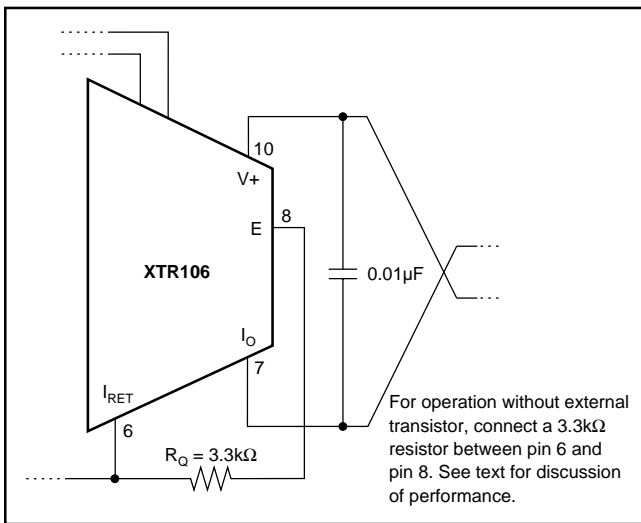 10
V+
8
E
XTR106
0.01µF
I_O
7
I_RET
6
R_Q = 3.3kΩ
For operation without external
transistor, connect a 3.3kΩ
resistor between pin 6 and
pin 8. See text for discussion
of performance.